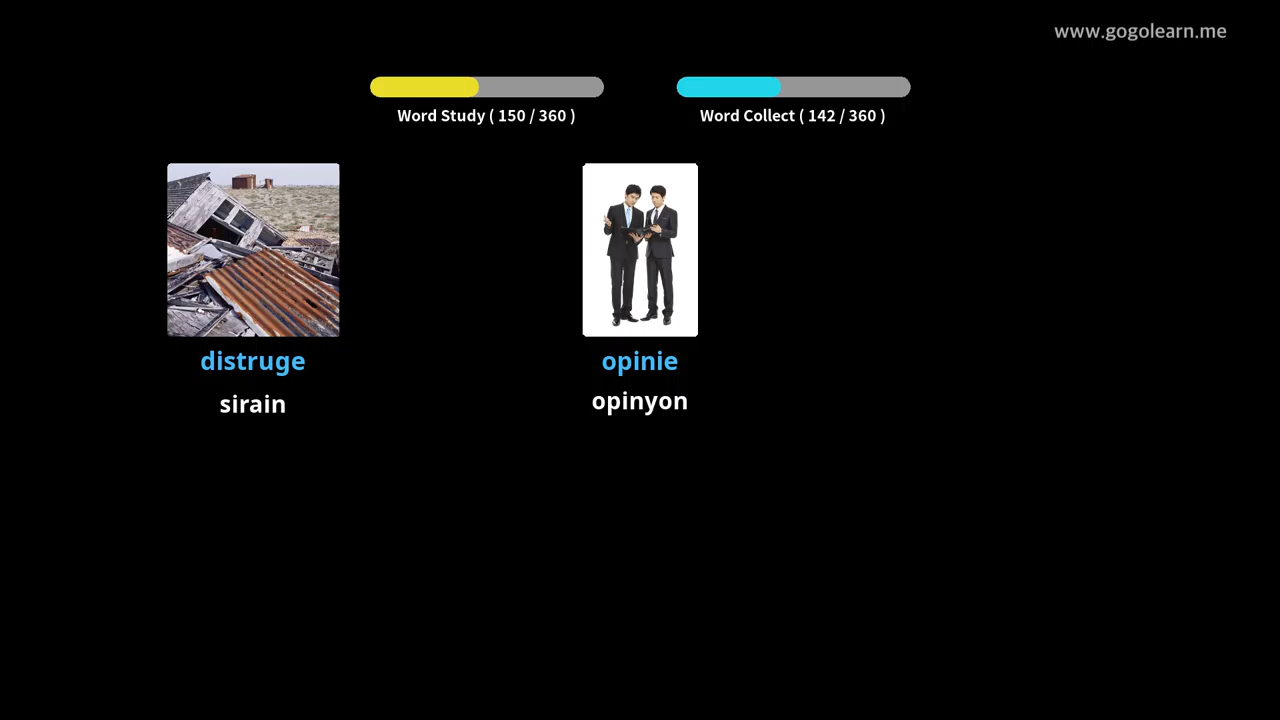 www.gogolearn.me
Word Study ( 150 / 360 )
Word Collect ( 142 / 360 )
distruge
sirain
opinie
opinyon